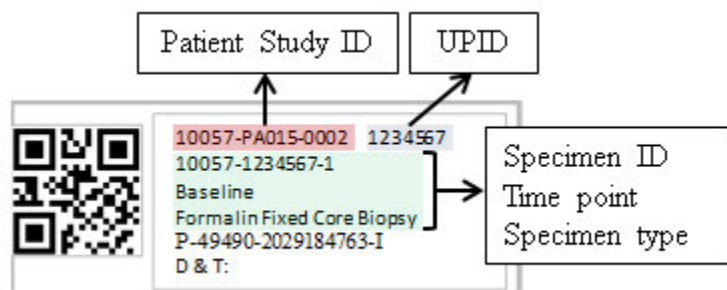 Patient Study ID
UPID
10057-PA015-0002 1234567
10057-1234567-1
Baseline
Formalin Fixed Core Biopsy
P-49490-2029184763-I
D & T:
Specimen ID
Time point
Specimen type